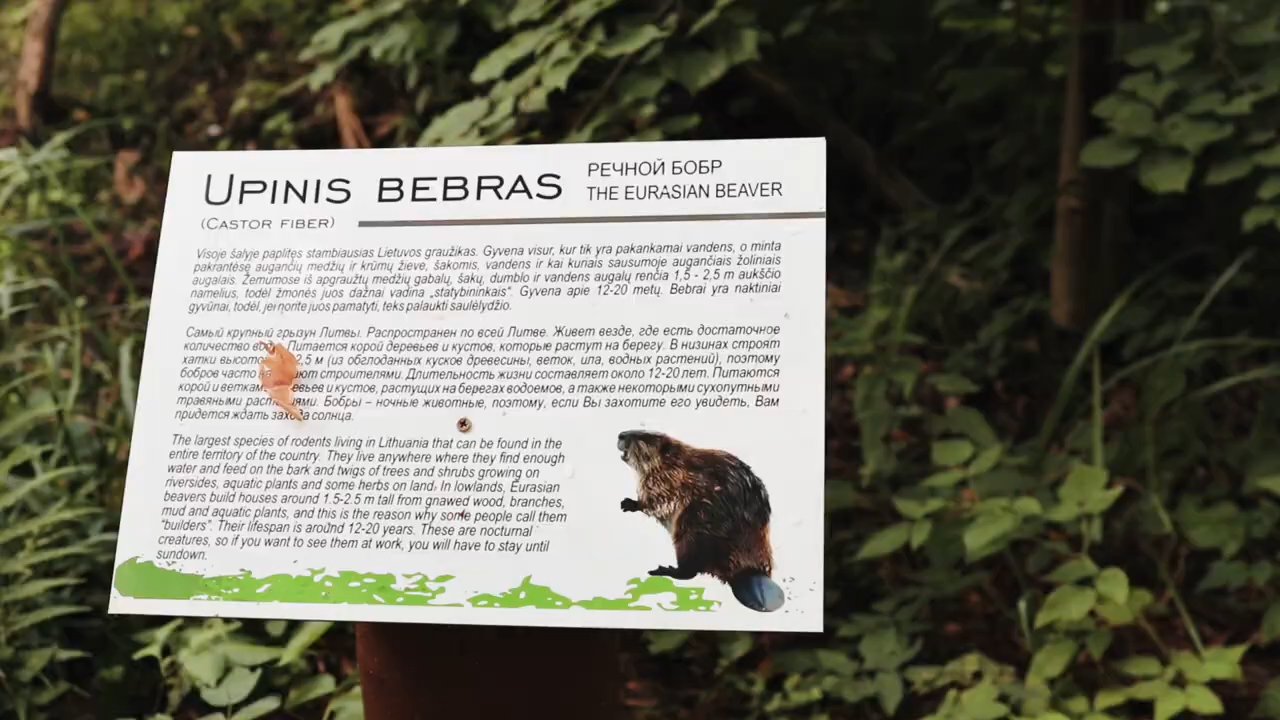 UPINIS BEBRAS
РЕЧНОЙ БОБР
THE EURASIAN BEAVER
(CASTOR FIBER)
Visoje šalyje paplitęs stambiausias Lietuvos graužikas. Gyvena visur, kur tik yra pakankamai vandens, o minta
pakrantėse augančių medžių ir krūmų žieve, šakomis, vandens ir kai kuriais sausumoje augančiais žoliniais
augalais. Žemumose iš apgraužtų medžių gabalų, šakų, dumblo ir vandens augalų renčia 1,5 - 2,5 m aukščio
namelius, todėl žmonės juos dažnai vadina „statybininkais“. Gyvena apie 12-20 metų. Bebrai yra naktiniai
gyvūnai, todėl, jei norite juos pamatyti, teks palaukti saulėlydžio.
Самый крупный грызун Литвы. Распространен по всей Литве. Живет везде, где есть достаточное
количество Питается корой деревьев и кустов, которые растут на берегу. В низинах строят
хатки 2,5 м (из обглоданных кусков древесины, веток, ила, водных растений), поэтому
бобров часто строителями. Длительность жизни составляет около 12-20 лет. Питаются
корой и и кустов, растущих на берегах водоемов, а также некоторыми сухопутными
травяными Бобры – ночные животные, поэтому, если Вы захотите его увидеть, Вам
придется ждать солнца.
The largest species of rodents living in Lithuania that can be found in the
entire territory of the country. They live anywhere where they find enough
water and feed on the bark and twigs of trees and shrubs growing on
riversides, aquatic plants and some herbs on land. In lowlands, Eurasian
beavers build houses around 1.5-2.5 m tall from gnawed wood, branches,
mud and aquatic plants, and this is the reason why some people call them
"builders". Their lifespan is around 12-20 years. These are nocturnal
creatures, so if you want to see them at work, you will have to stay until
sundown.